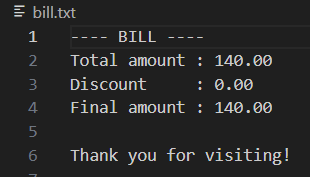 bill.txt
1 ---- BILL ----
2 Total amount : 140.00
3 Discount     : 0.00
4 Final amount : 140.00
5
6 Thank you for visiting!